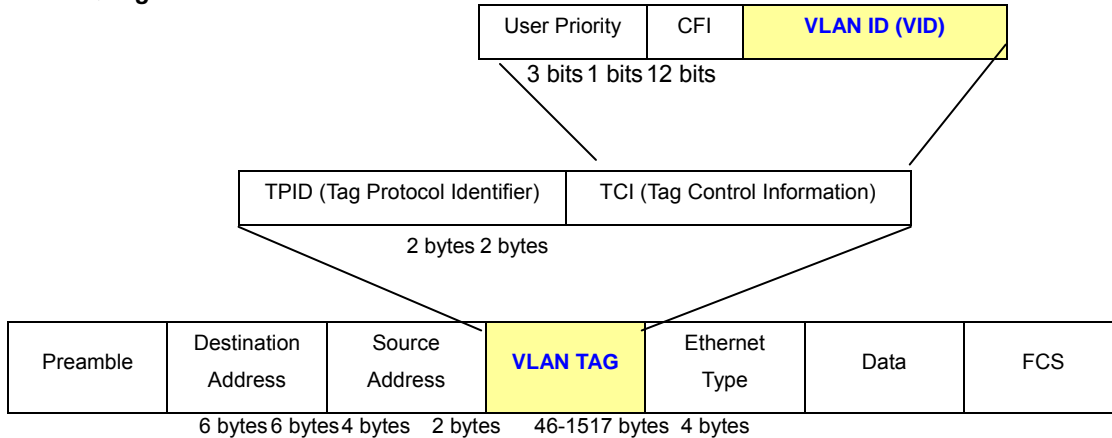 User Priority CFI VLAN ID (VID)
3 bits 1 bits 12 bits
TPID (Tag Protocol Identifier) TCI (Tag Control Information)
2 bytes 2 bytes
Preamble Destination Address Source Address VLAN TAG Ethernet Type Data FCS
6 bytes 6 bytes 4 bytes 2 bytes 46-1517 bytes 4 bytes